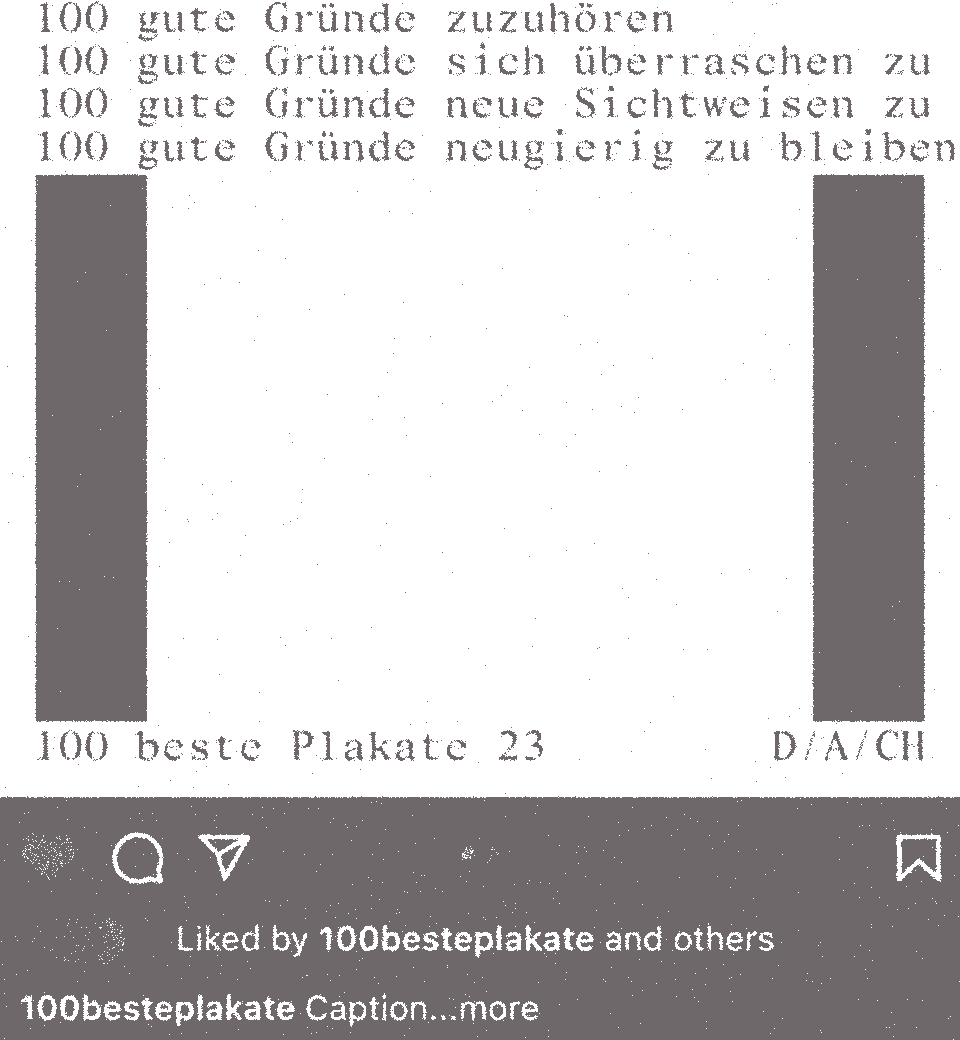 100 gute Gründe zuzuhören
100 gute Gründe sich überraschen zu
100 gute Gründe neue Sichtweisen zu
100 gute Gründe neugierig zu bleiben
100 beste Plakate 23 D/A/CH
Liked by 100besteplakate and others
100besteplakate Caption...more